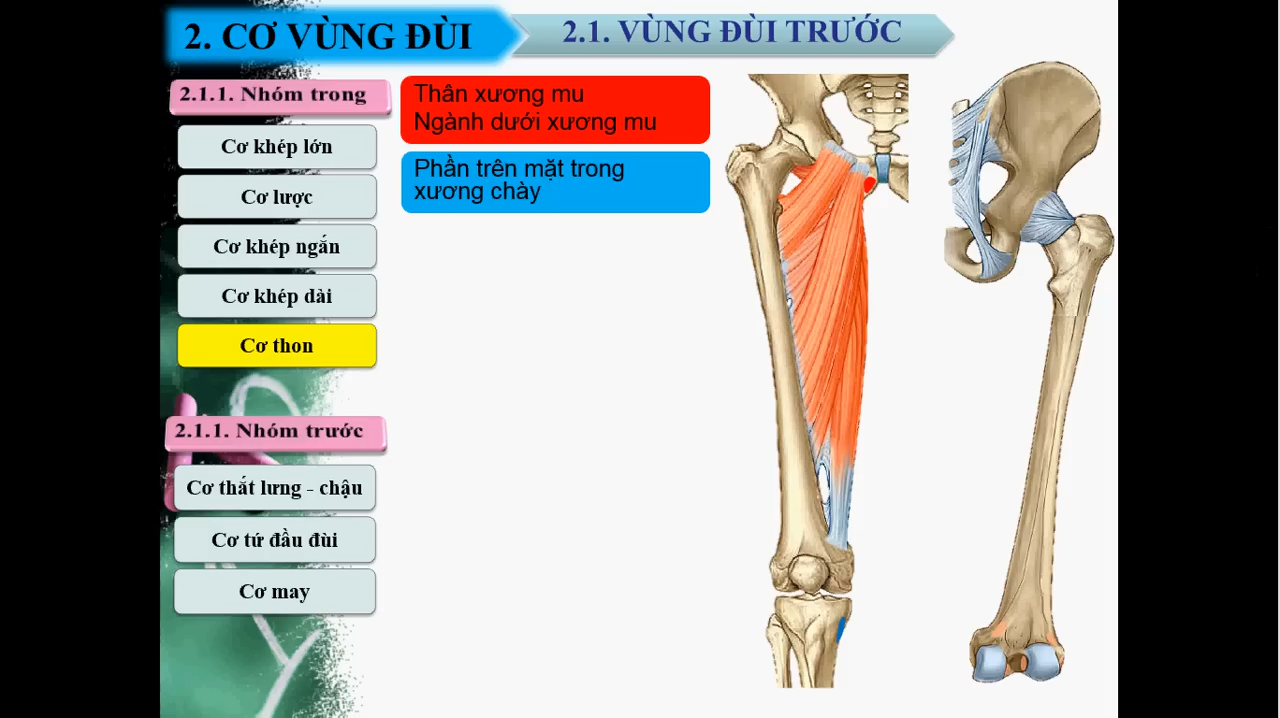 2. CƠ VÙNG ĐÙI
2.1. VÙNG ĐÙI TRƯỚC
2.1.1. Nhóm trong
Cơ khép lớn
Cơ lược
Cơ khép ngắn
Cơ khép dài
Cơ thon
2.1.1. Nhóm trước
Cơ thắt lưng - chậu
Cơ tứ đầu đùi
Cơ may
Thân xương mu
Ngành dưới xương mu
Phần trên mặt trong
xương chày